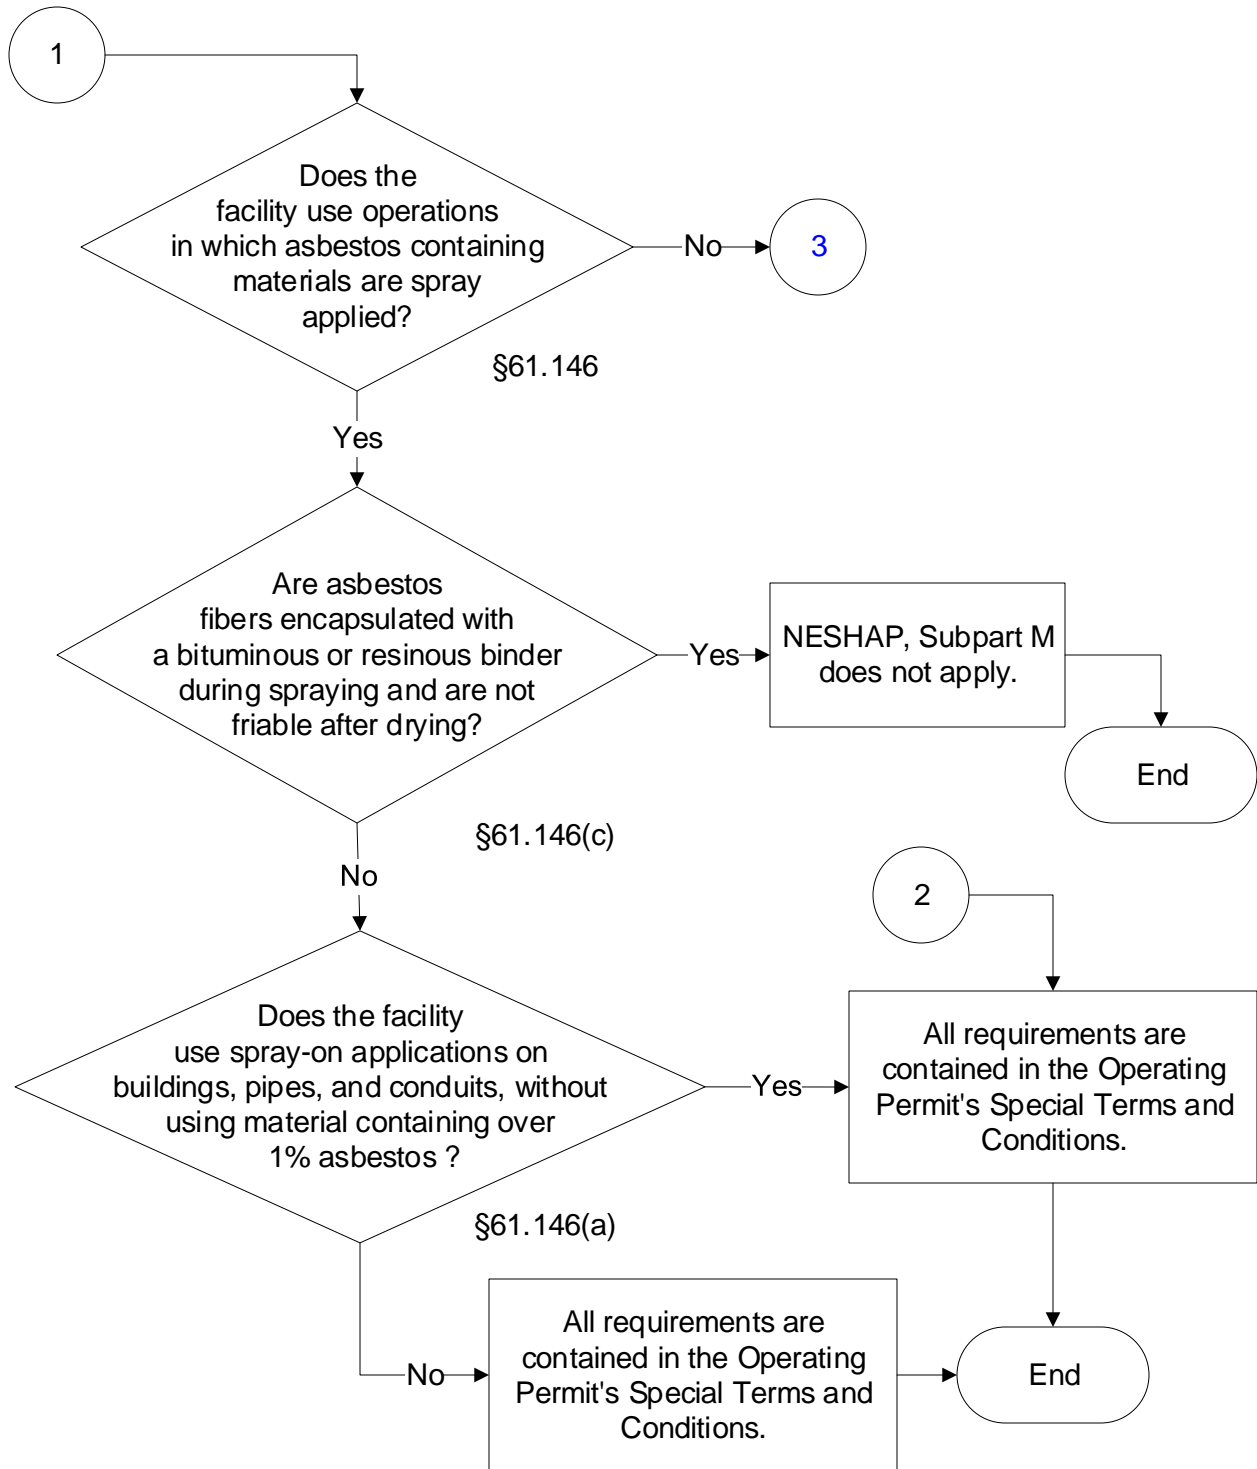 1
Does the
facility use operations
in which asbestos containing
materials are spray
applied?
No
3
§61.146
Yes
Are asbestos
fibers encapsulated with
a bituminous or resinous binder
during spraying and are not
friable after drying?
Yes
NESHAP, Subpart M
does not apply.
End
§61.146(c)
No
2
Does the facility
use spray-on applications on
buildings, pipes, and conduits, without
using material containing over
1% asbestos ?
Yes
All requirements are
contained in the Operating
Permit's Special Terms and
Conditions.
§61.146(a)
No
All requirements are
contained in the Operating
Permit's Special Terms and
Conditions.
End